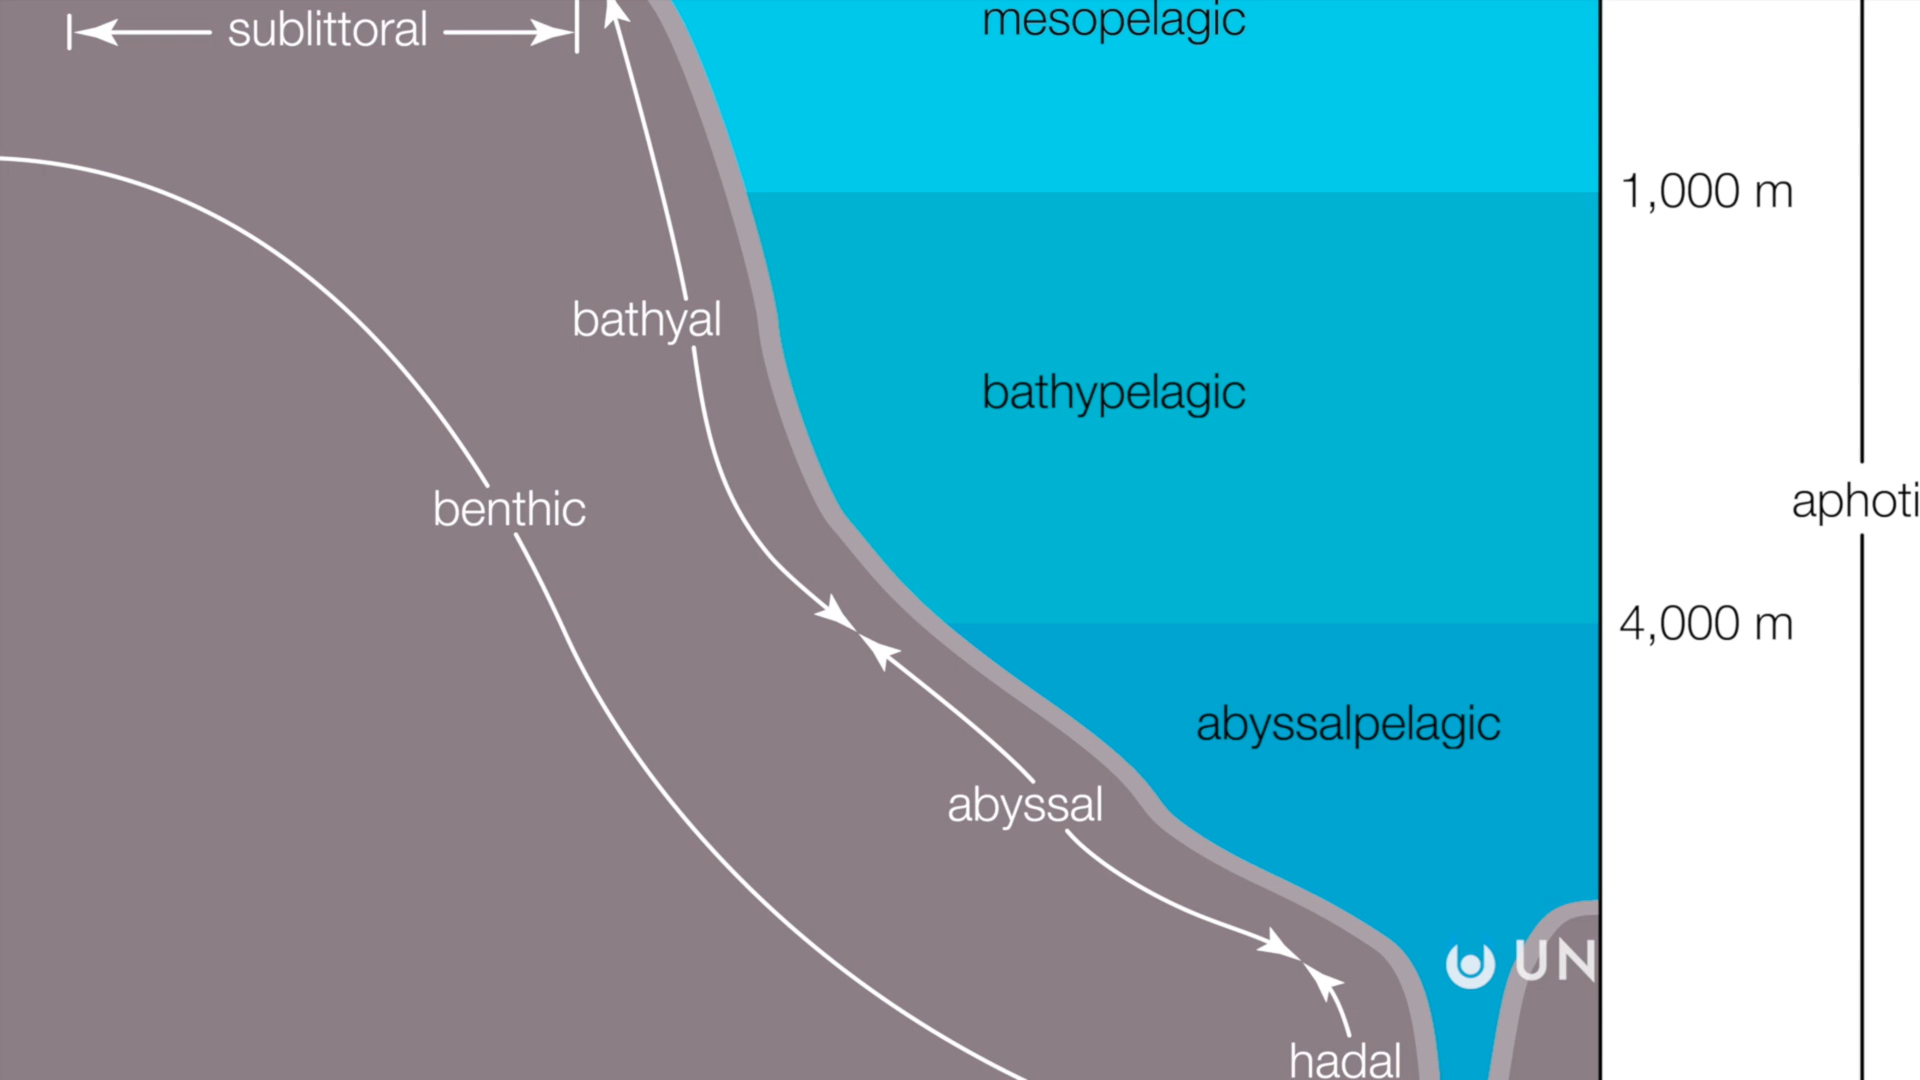 mesopelagic
sublittoral
1,000 m
bathyal
bathypelagic
benthic
aphoti
4,000 m
abyssalpelagic
abyssal
UN
hadal